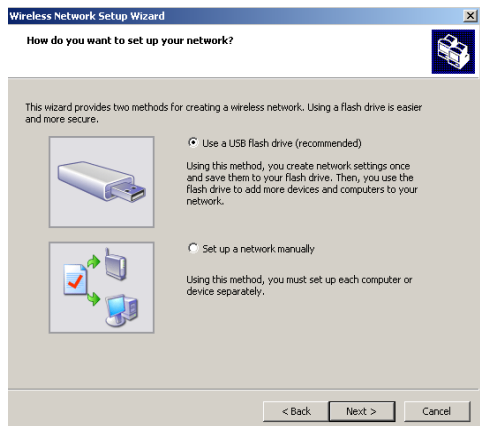 Wireless Network Setup Wizard
How do you want to set up your network?
This wizard provides two methods for creating a wireless network. Using a flash drive is easier
and more secure.
Use a USB flash drive (recommended)
Using this method, you create network settings once
and save them to your flash drive. Then, you use the
flash drive to add more devices and computers to your
network.
Set up a network manually
Using this method, you must set up each computer or
device separately.
< Back Next > Cancel